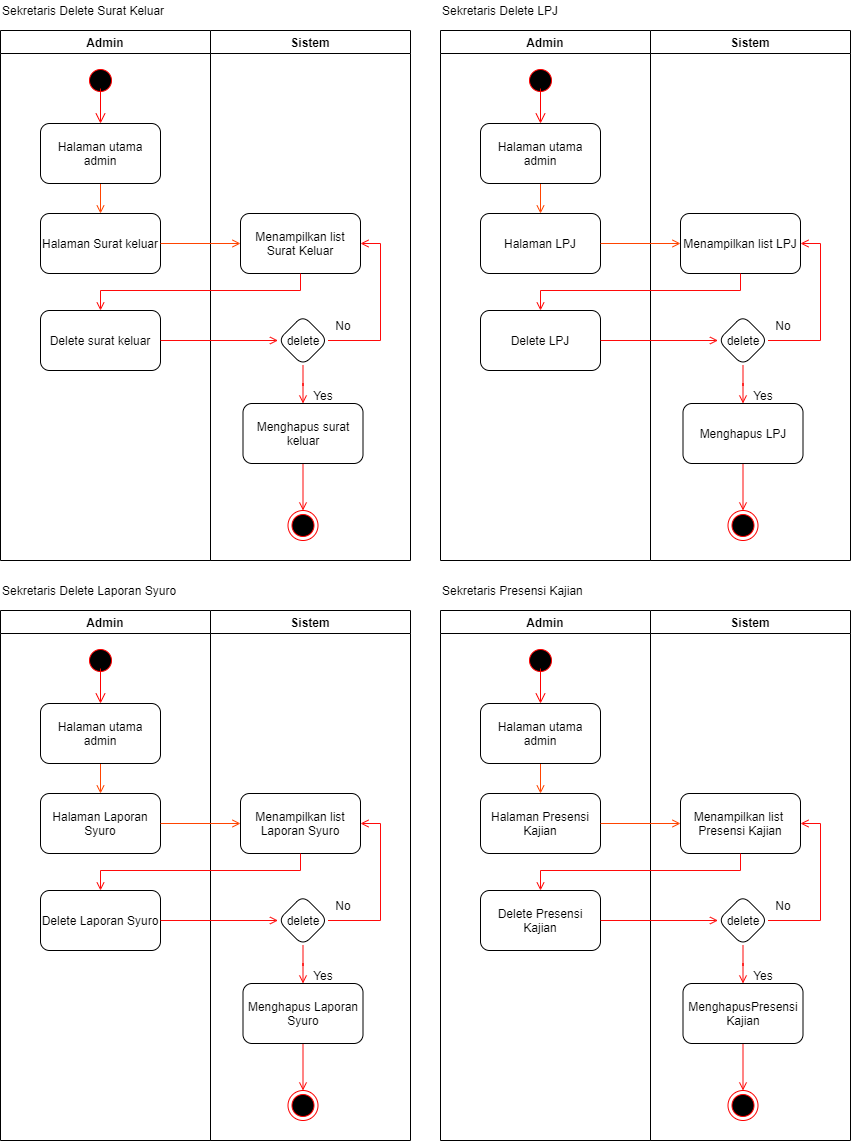 Sekretaris Delete Surat Keluar
Admin
Sistem
Halaman utama
admin
Halaman Surat keluar
Menampilkan list
Surat Keluar
Delete surat keluar
delete
No
Yes
Menghapus surat
keluar
Sekretaris Delete LPJ
Admin
Sistem
Halaman utama
admin
Halaman LPJ
Menampilkan list LPJ
Delete LPJ
delete
No
Yes
Menghapus LPJ
Sekretaris Delete Laporan Syuro
Admin
Sistem
Halaman utama
admin
Halaman Laporan
Syuro
Menampilkan list
Laporan Syuro
Delete Laporan Syuro
delete
No
Yes
Menghapus Laporan
Syuro
Sekretaris Presensi Kajian
Admin
Sistem
Halaman utama
admin
Halaman Presensi
Kajian
Menampilkan list
Presensi Kajian
Delete Presensi
Kajian
delete
No
Yes
MenghapusPresensi
Kajian